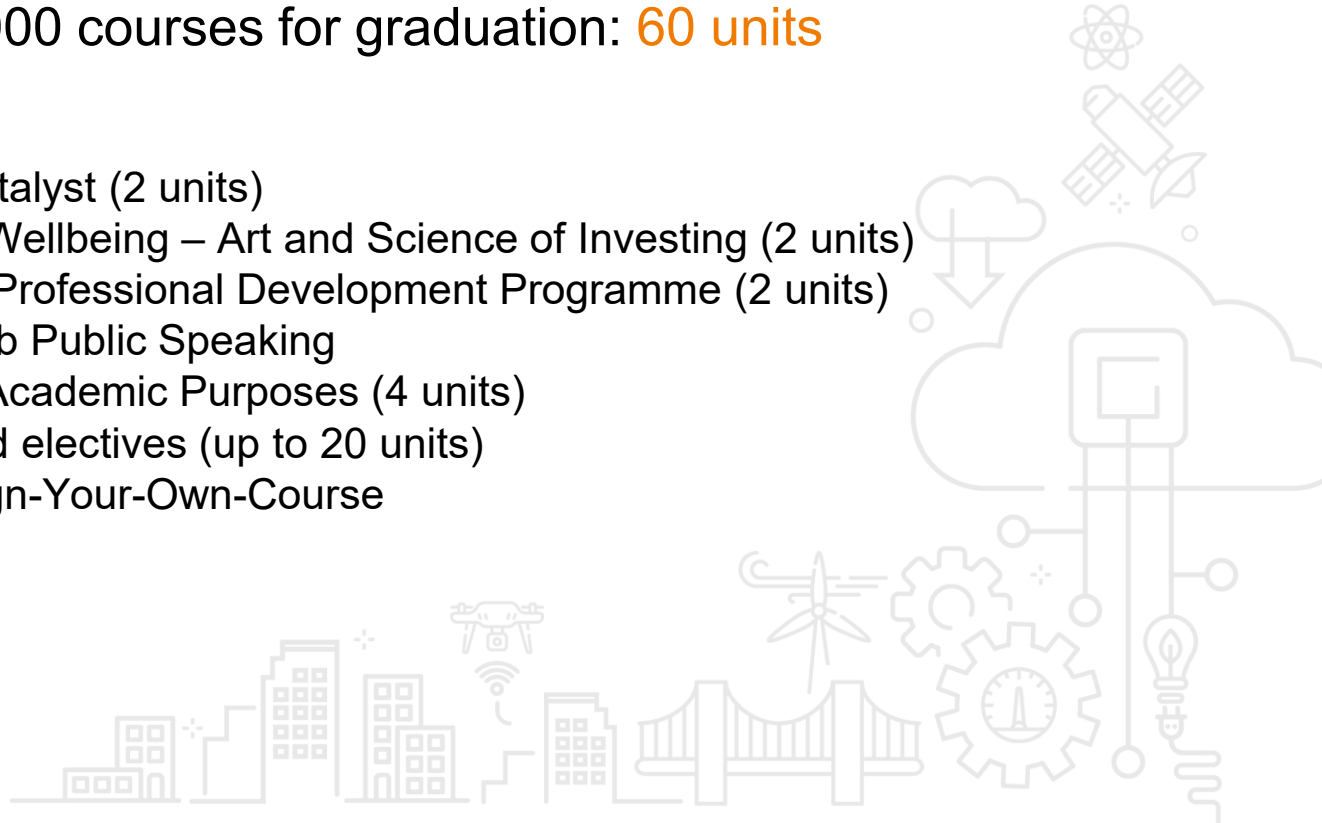 00 courses for graduation: 60 units
talyst (2 units)
Wellbeing – Art and Science of Investing (2 units)
Professional Development Programme (2 units)
b Public Speaking
Academic Purposes (4 units)
d electives (up to 20 units)
gn-Your-Own-Course